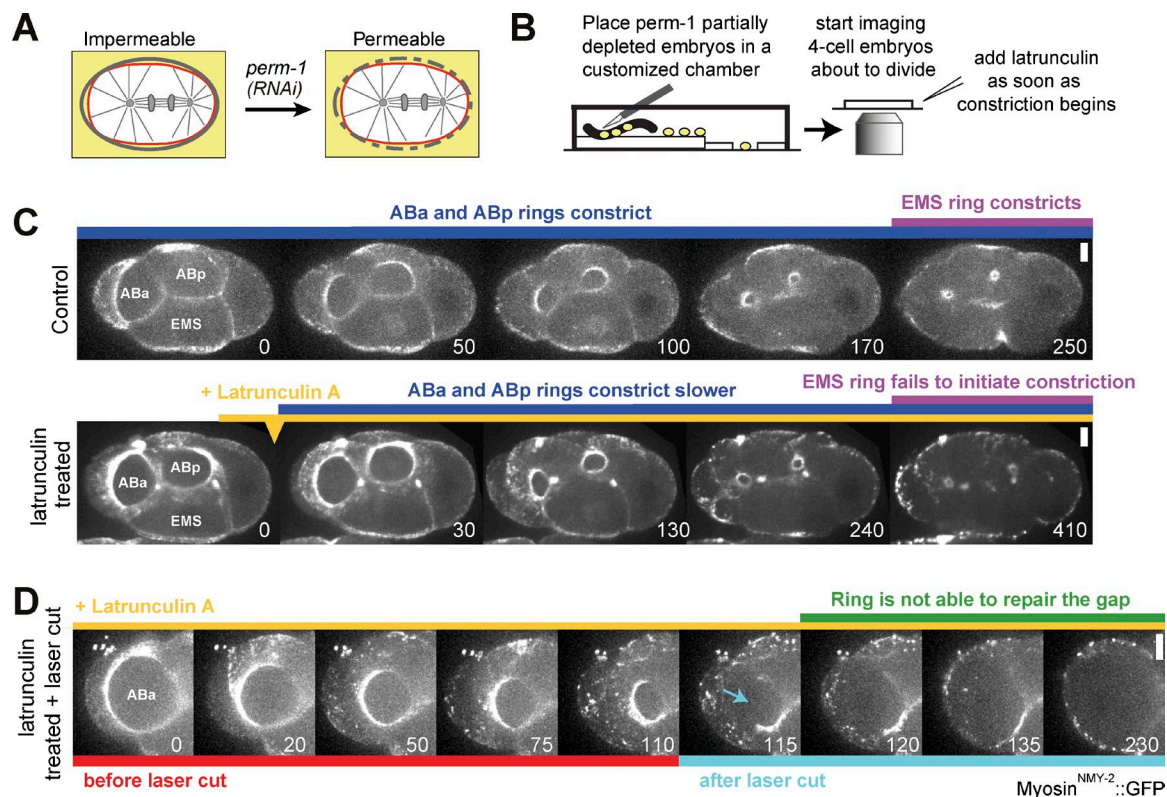 A
Impermeable
perm-1
(RNAi)
Permeable
B
Place perm-1 partially
depleted embryos in a
customized chamber
start imaging
4-cell embryos
about to divide
add latrunculin
as soon as
constriction begins
C
ABa and ABp rings constrict
EMS ring constricts
Control
ABa
ABp
EMS
0
50
100
170
250
+ Latrunculin A
ABa and ABp rings constrict slower
EMS ring fails to initiate constriction
latrunculin
treated
ABa
ABp
EMS
0
30
130
240
410
D
+ Latrunculin A
Ring is not able to repair the gap
latrunculin
treated + laser cut
ABa
0
20
50
75
110
115
120
135
230
before laser cut
after laser cut
Myosin^NMY-2::GFP